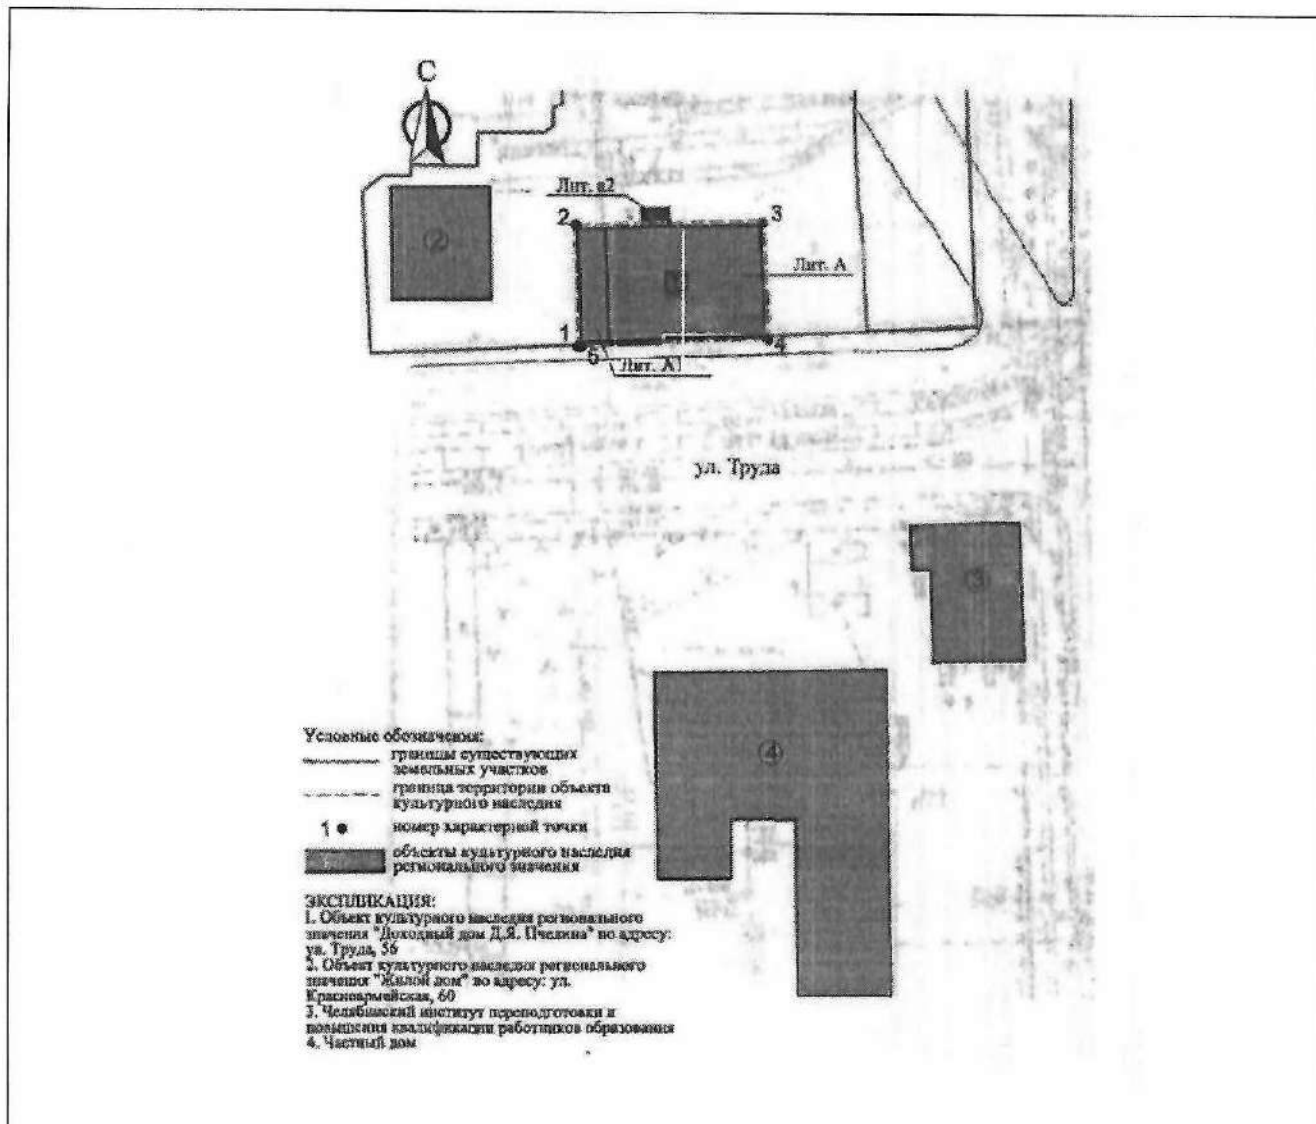 С
Лит. а2
2
3
2
Лит. А
1
4
5
Лит. А1
ул. Труда
3
4
Условные обозначения:
границы существующих
земельных участков
граница территории объекта
культурного наследия
1 номер характерной точки
объекты культурного наследия
регионального значения
ЭКСПЛИКАЦИЯ:
1. Объект культурного наследия регионального
значения "Доходный дом Д.Я. Пчелина" по адресу:
ул. Труда, 56
2. Объект культурного наследия регионального
значения "Жилой дом" по адресу: ул.
Красноармейская, 60
3. Челябинский институт переподготовки и
повышения квалификации работников образования
4. Частный дом